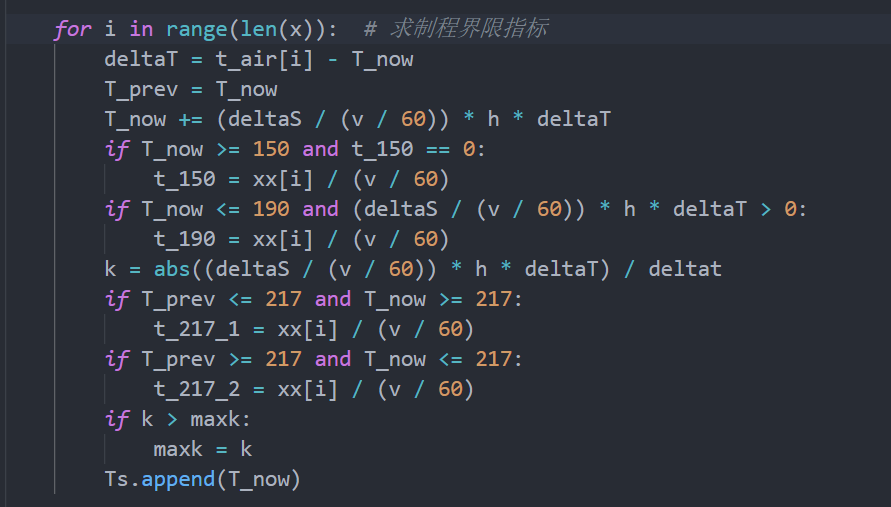 for i in range(len(x)):  # 求制程界限指标
    deltaT = t_air[i] - T_now
    T_prev = T_now
    T_now += (deltaS / (v / 60)) * h * deltaT
    if T_now >= 150 and t_150 == 0:
        t_150 = xx[i] / (v / 60)
    if T_now <= 190 and (deltaS / (v / 60)) * h * deltaT > 0:
        t_190 = xx[i] / (v / 60)
    k = abs((deltaS / (v / 60)) * h * deltaT) / deltat
    if T_prev <= 217 and T_now >= 217:
        t_217_1 = xx[i] / (v / 60)
    if T_prev >= 217 and T_now <= 217:
        t_217_2 = xx[i] / (v / 60)
    if k > maxk:
        maxk = k
    Ts.append(T_now)